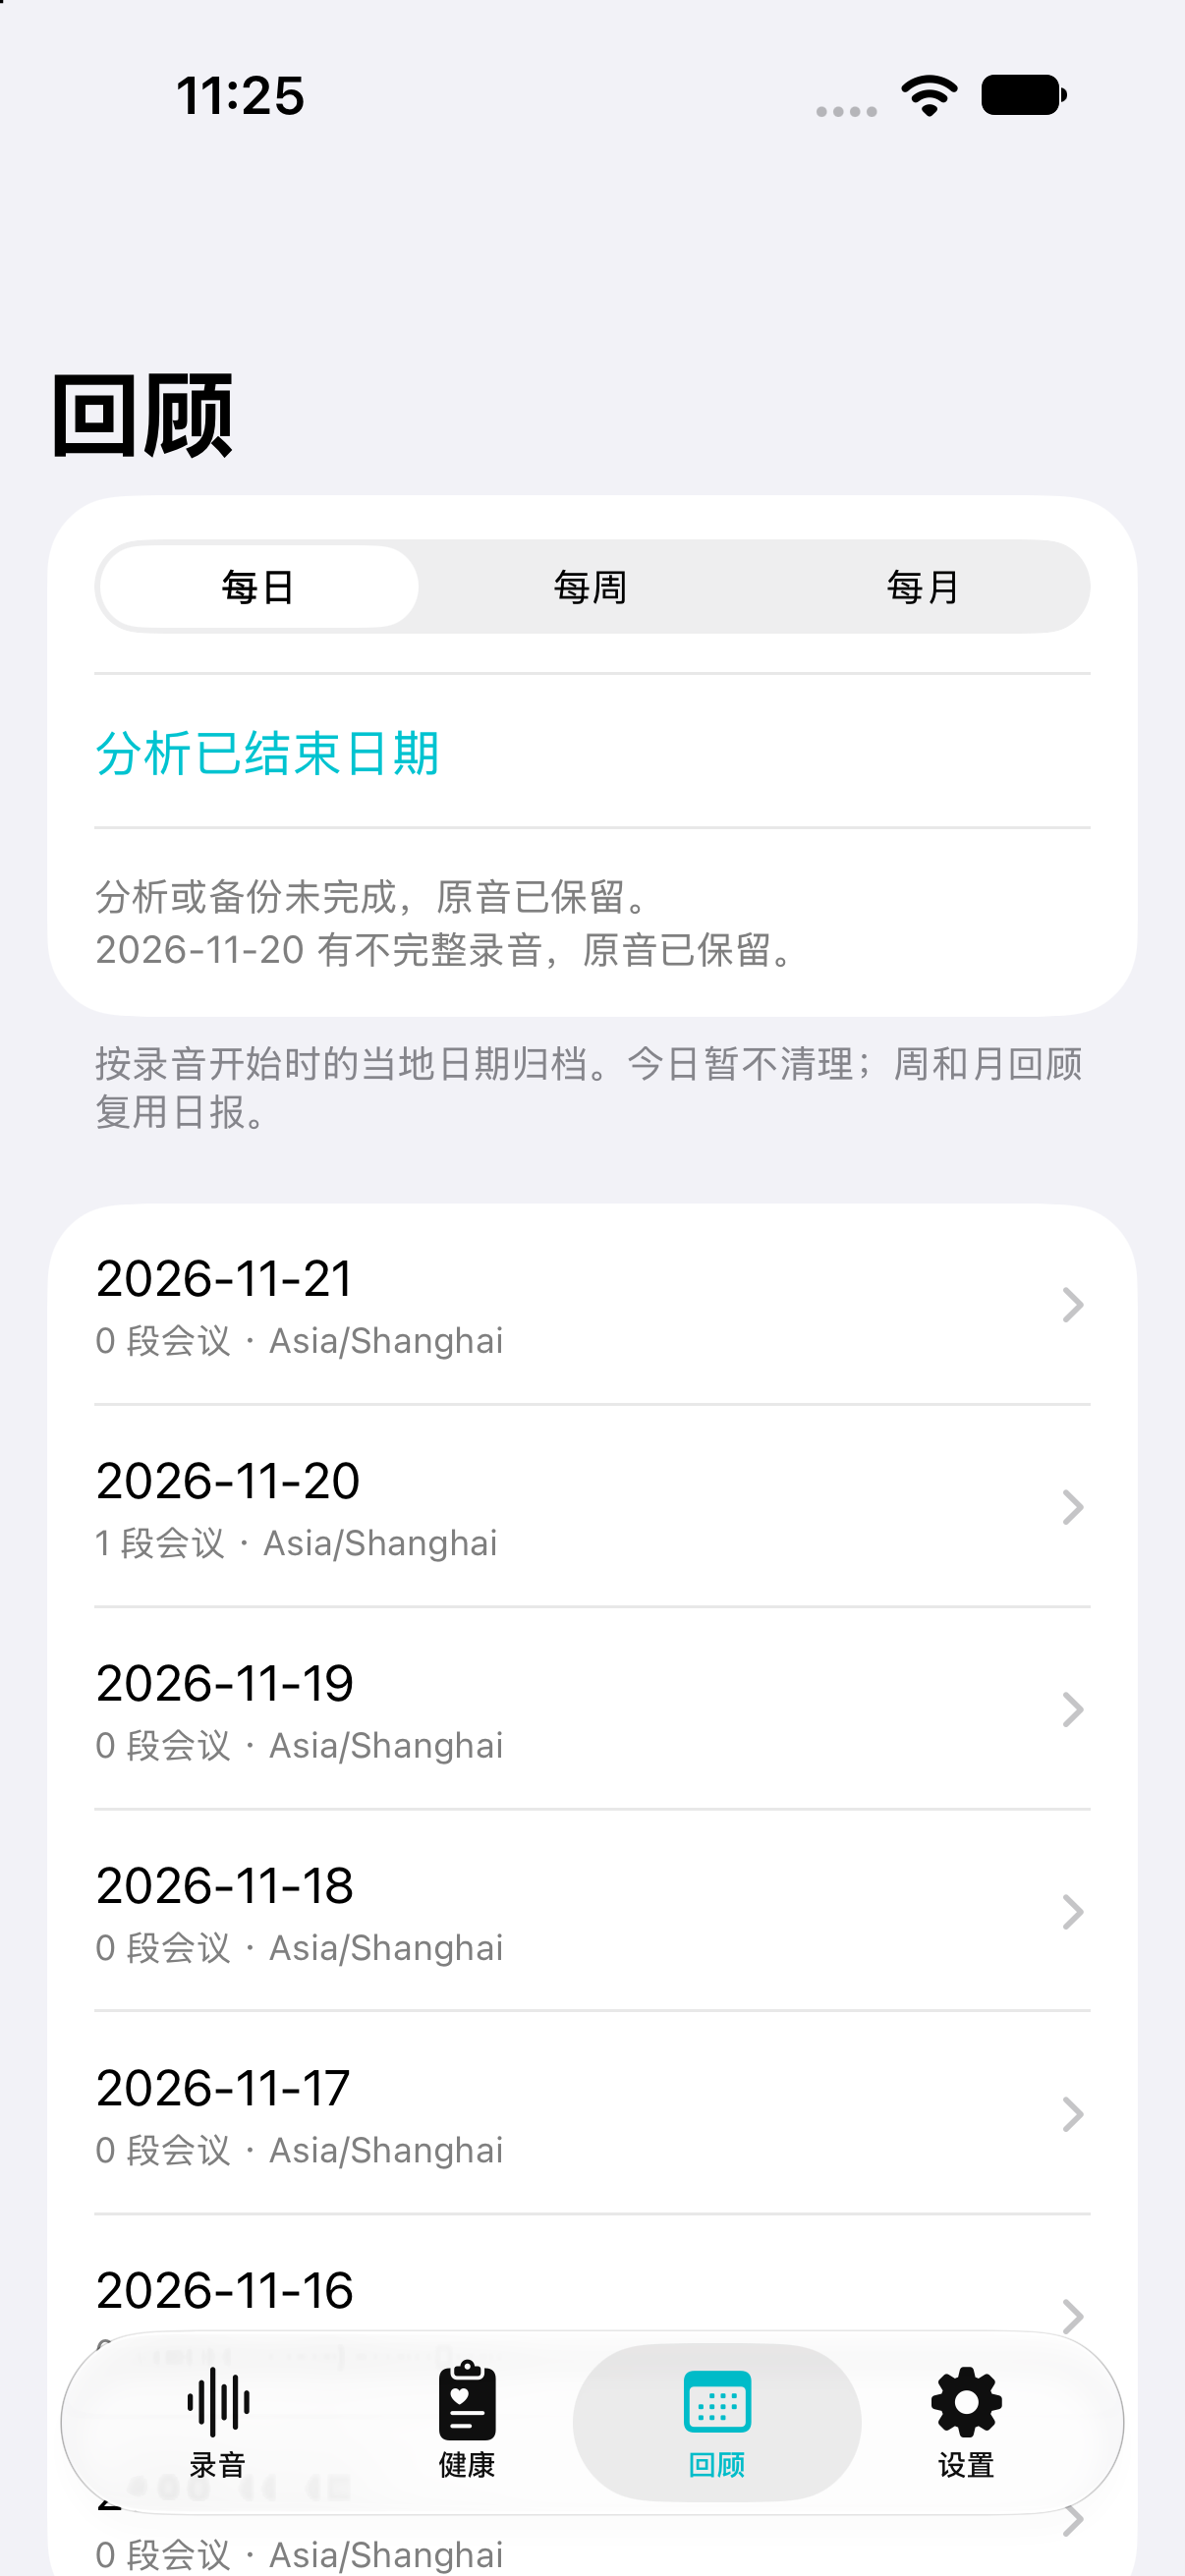 11:25
回顾
每日
每周
每月
分析已结束日期
分析或备份未完成，原音已保留。
2026-11-20 有不完整录音，原音已保留。
按录音开始时的当地日期归档。今日暂不清理；周和月回顾
复用日报。
2026-11-21
0 段会议 · Asia/Shanghai
2026-11-20
1 段会议 · Asia/Shanghai
2026-11-19
0 段会议 · Asia/Shanghai
2026-11-18
0 段会议 · Asia/Shanghai
2026-11-17
0 段会议 · Asia/Shanghai
2026-11-16
录音
健康
回顾
设置
0 段会议 · Asia/Shanghai